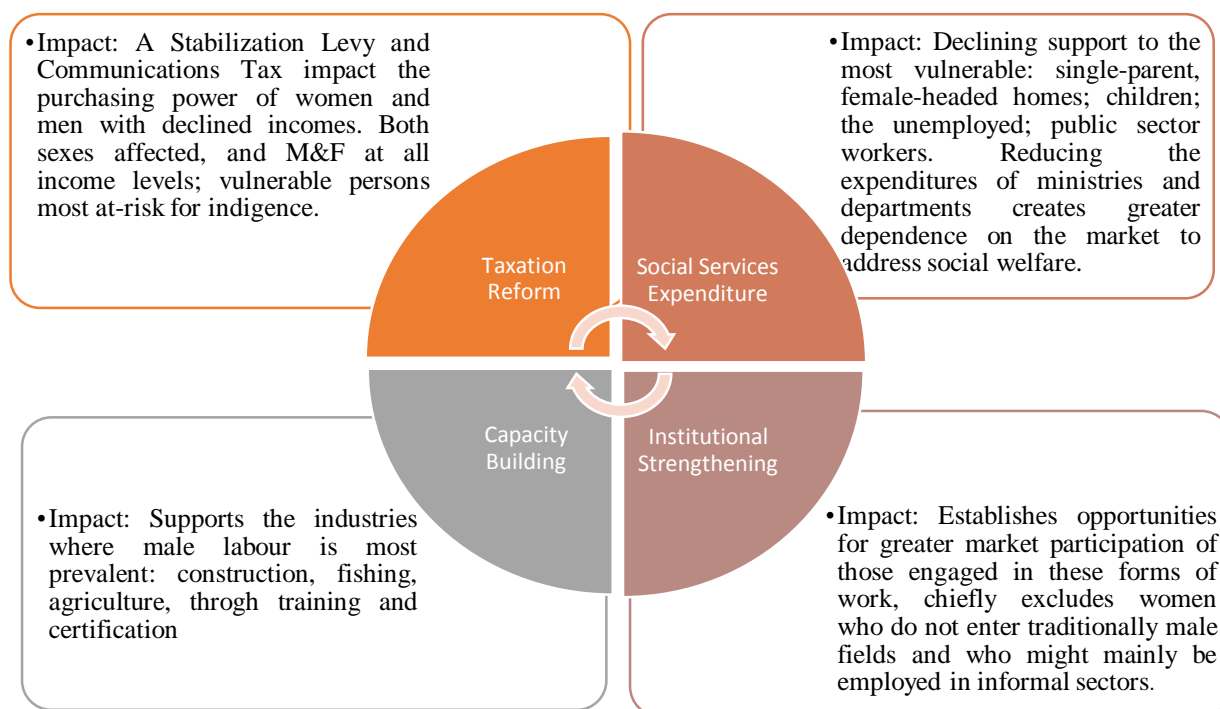 •Impact: A Stabilization Levy and
Communications Tax impact the
purchasing power of women and
men with declined incomes. Both
sexes affected, and M&F at all
income levels; vulnerable persons
most at-risk for indigence.
•Impact: Declining support to the
most vulnerable: single-parent,
female-headed homes; children;
the unemployed; public sector
workers. Reducing the
expenditures of ministries and
departments creates greater
dependence on the market to
address social welfare.
Taxation
Reform
Social Services
Expenditure
Capacity
Building
Institutional
Strengthening
•Impact: Supports the industries
where male labour is most
prevalent: construction, fishing,
agriculture, throgh training and
certification
•Impact: Establishes opportunities
for greater market participation of
those engaged in these forms of
work, chiefly excludes women
who do not enter traditionally male
fields and who might mainly be
employed in informal sectors.